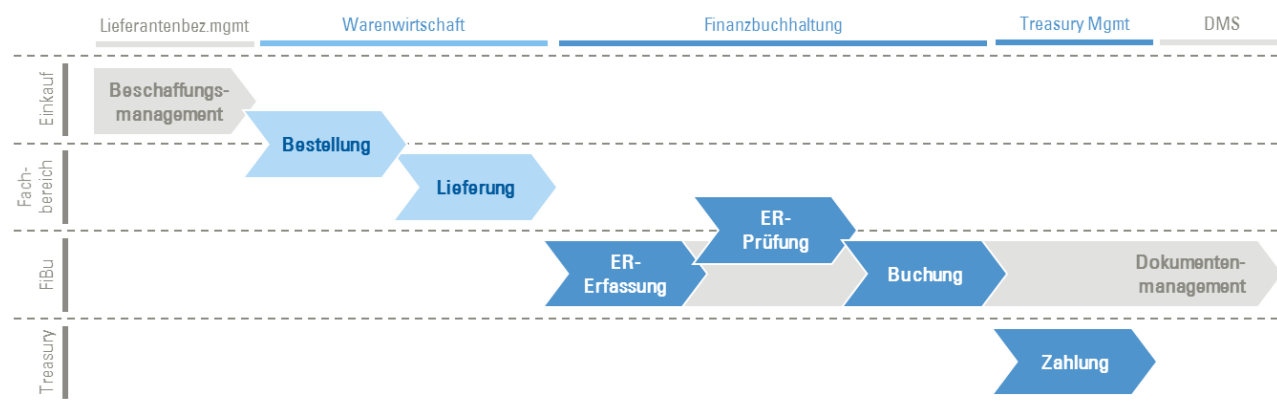 Lieferantenbez.mgmt
Warenwirtschaft
Finanzbuchhaltung
Treasury Mgmt
DMS
Einkauf
Beschaffungs-
management
Bestellung
Fach-
bereich
Lieferung
ER-
Prüfung
FiBu
ER-
Erfassung
Buchung
Dokumenten-
management
Treasury
Zahlung